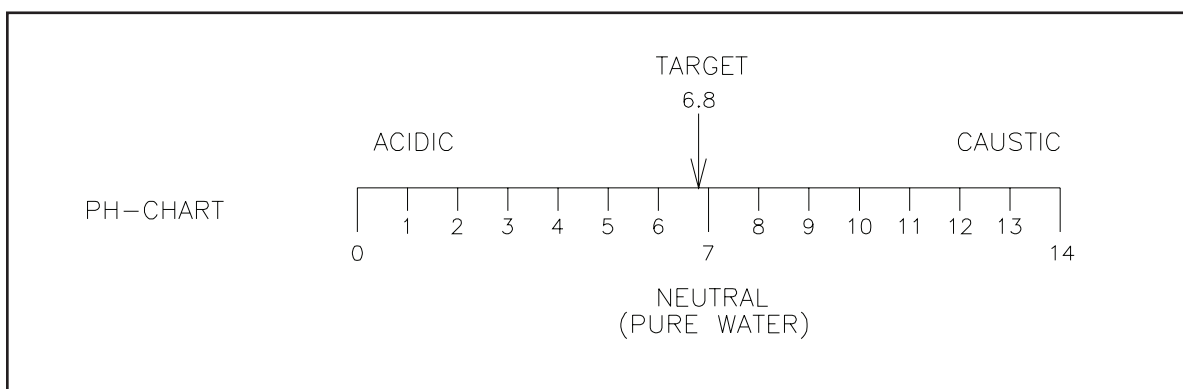 TARGET
6.8
ACIDIC CAUSTIC
PH-CHART
1 2 3 4 5 6 8 9 10 11 12 13
0 7 14
NEUTRAL
(PURE WATER)